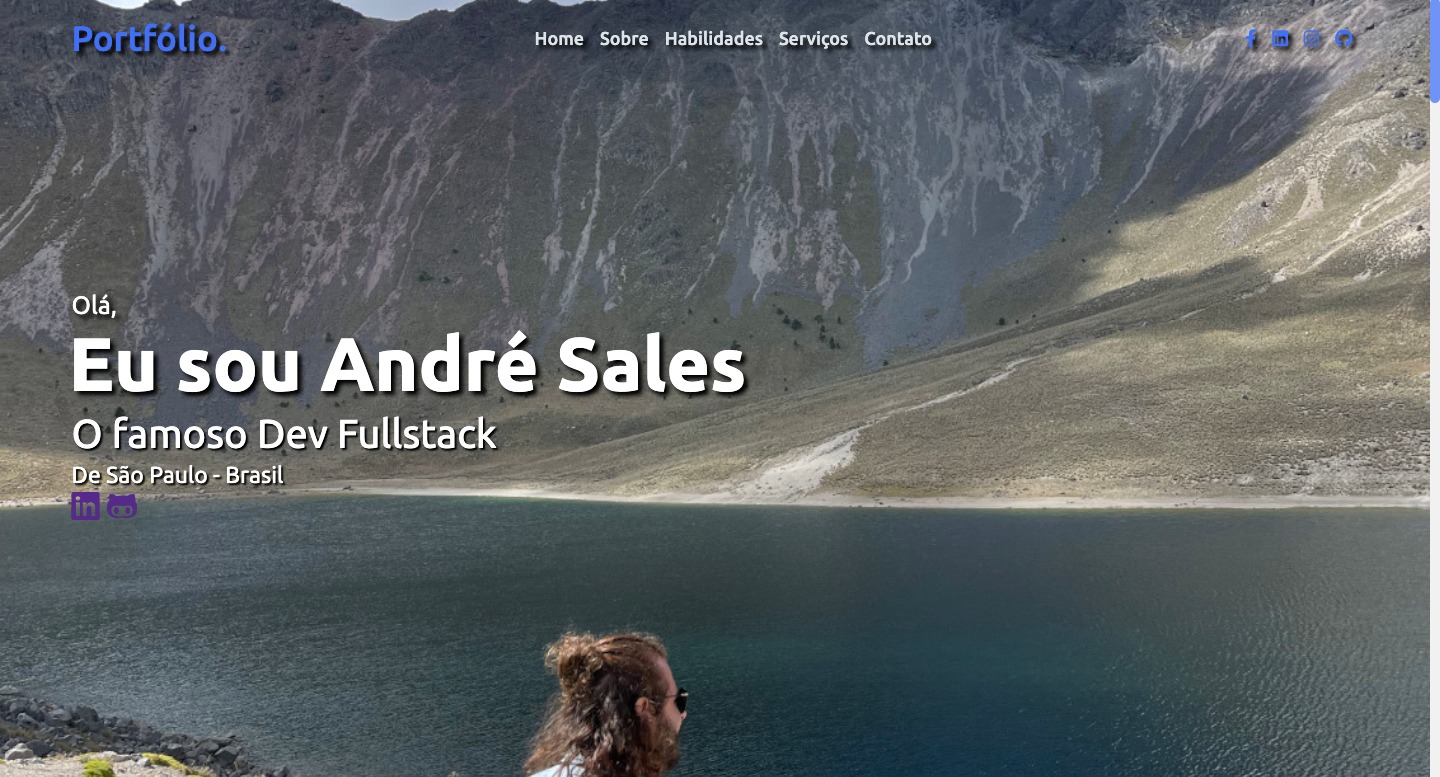 Portfólio.
Home Sobre Habilidades Serviços Contato
Olá,
Eu sou André Sales
O famoso Dev Fullstack
De São Paulo - Brasil